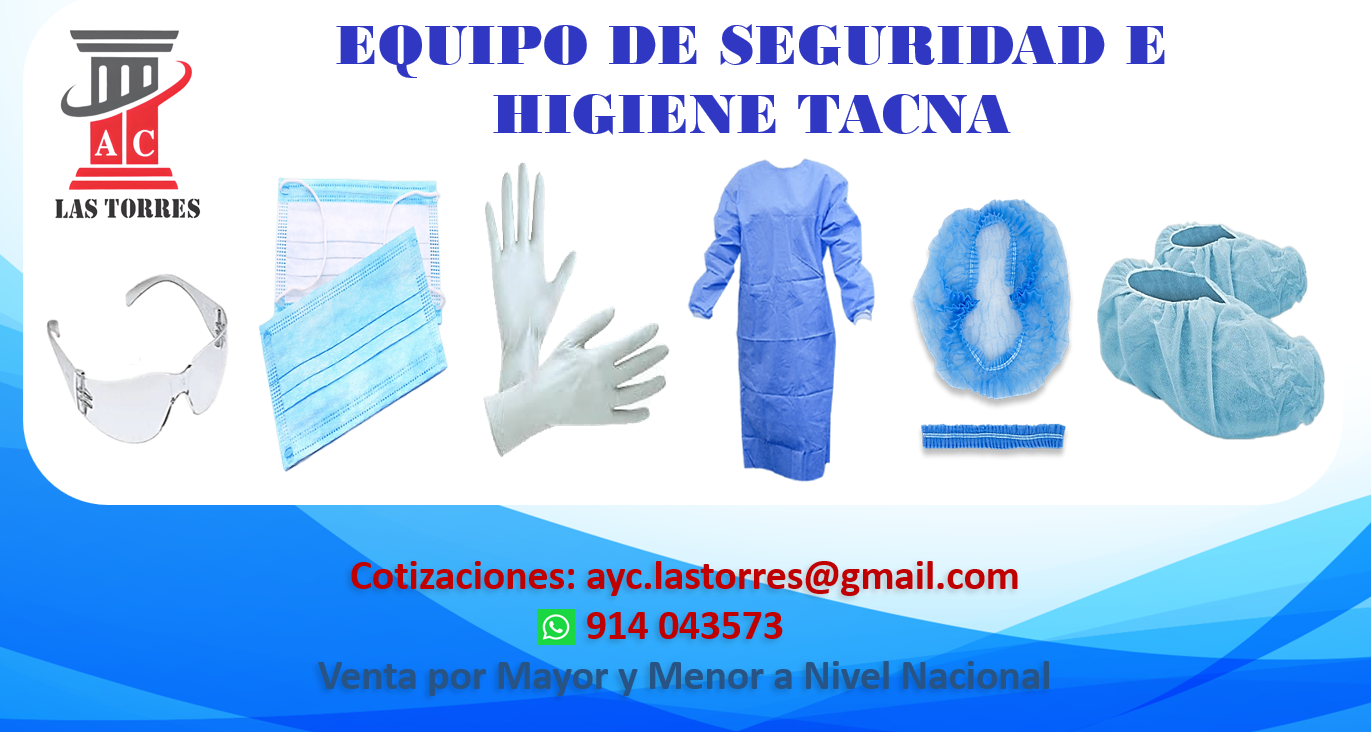 EQUIPO DE SEGURIDAD E
HIGIENE TACNA
A C
LAS TORRES
Cotizaciones: ayc.lastorres@gmail.com
914 043573
Venta por Mayor y Menor a Nivel Nacional